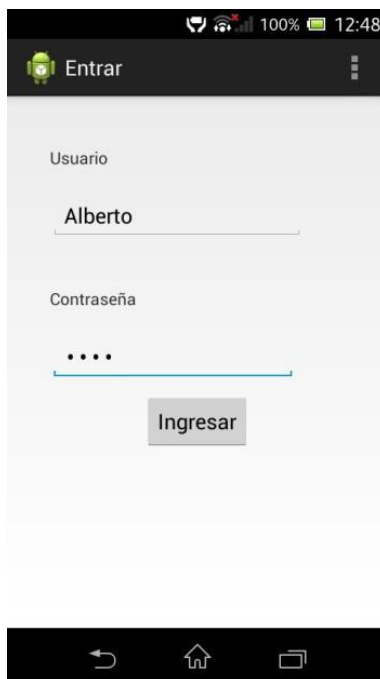 100% 12:48
Entrar
Usuario
Alberto
Contraseña
••••
Ingresar